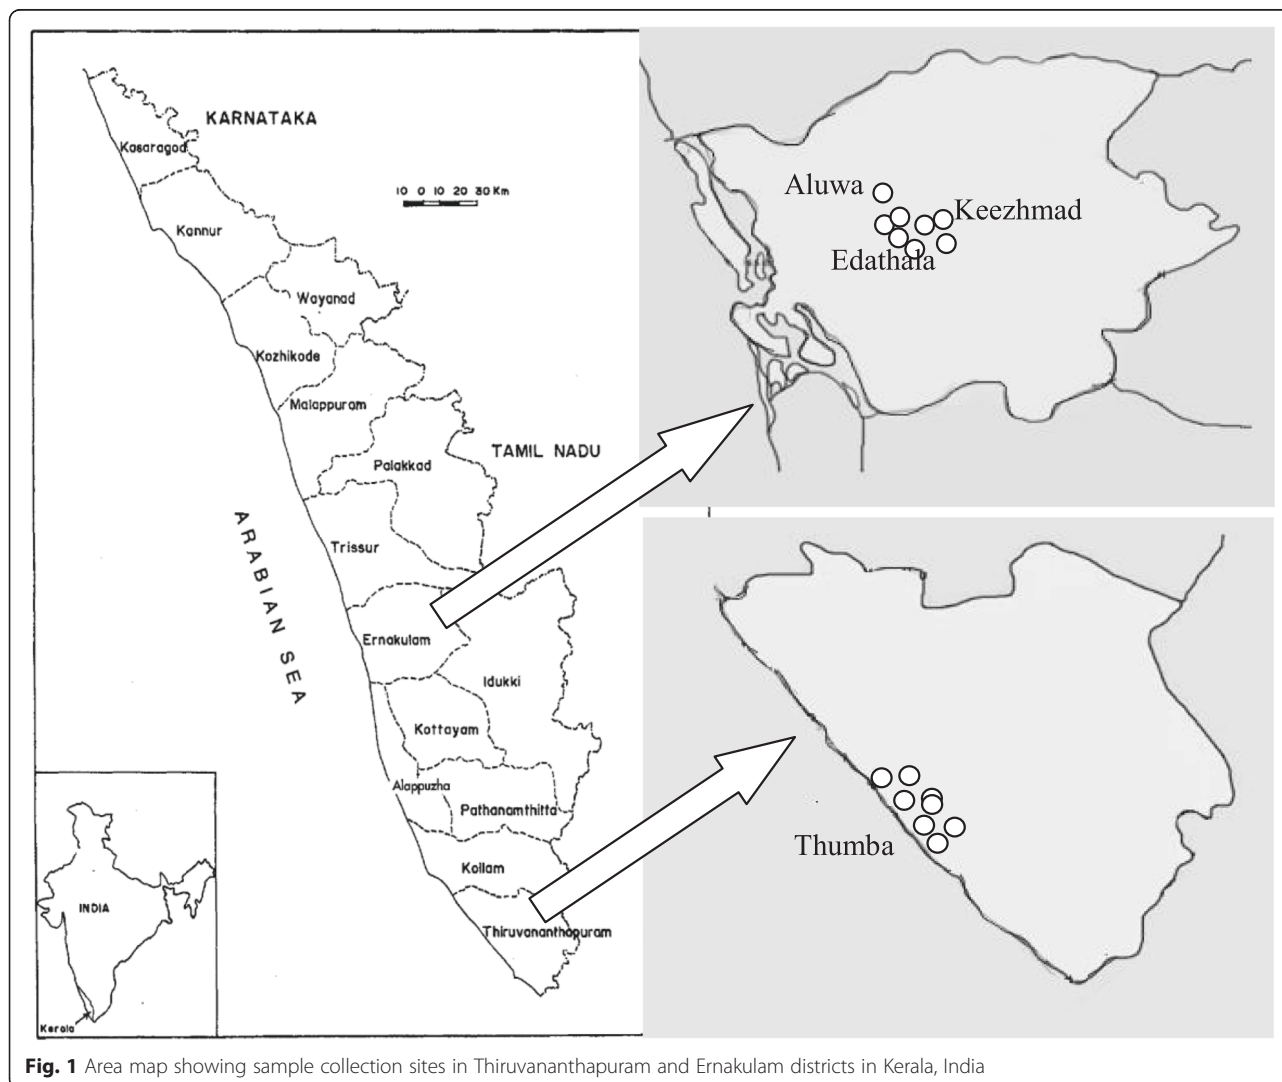 KARNATAKA
Kasaragod
10 0 10 20 30 Km
Kannur
Wayanad
Kozhikode
Malappuram
TAMIL NADU
Palakkad
ARABIAN SEA
Trissur
Ernakulam
Idukki
Kottayam
Alappuzha
Pathanamthitta
Kollam
Thiruvananthapuram
INDIA
Kerala
Aluwa
Keezhmad
Edathala
Thumba
Fig. 1 Area map showing sample collection sites in Thiruvananthapuram and Ernakulam districts in Kerala, India